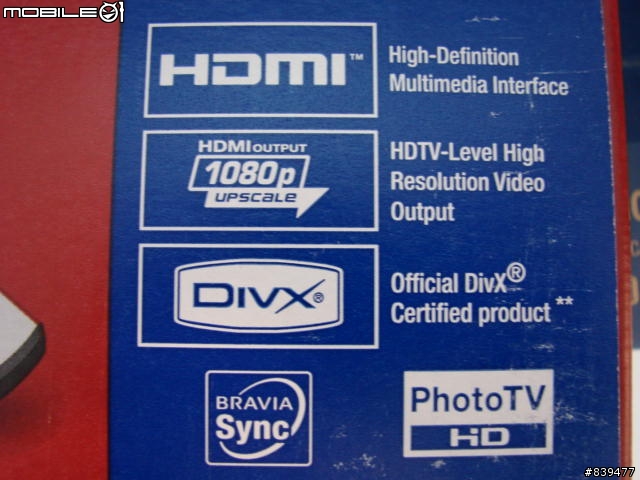 MOBILE01
HDMI™
High-Definition
Multimedia Interface
HDMI OUTPUT
1080p
UPSCALE
HDTV-Level High
Resolution Video
Output
DIVX®
Official DivX®
Certified product**
BRAVIA
Sync
PhotoTV
HD
#839477